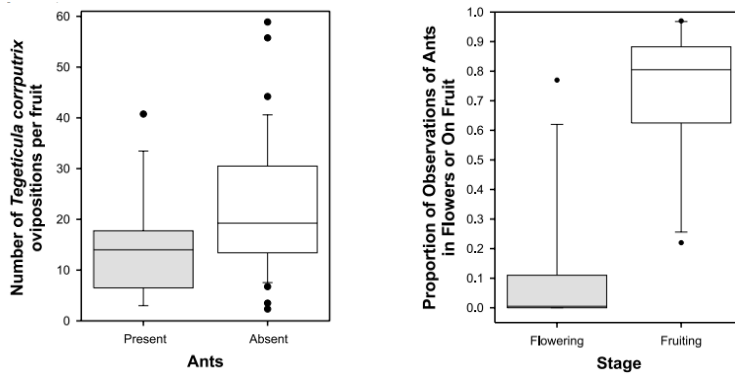 Number of Tegeticula corrputrix
ovipositions per fruit
60
50
40
30
20
10
0
Present
Absent
Ants
Proportion of Observations of Ants
in Flowers or On Fruit
1.0
0.9
0.8
0.7
0.6
0.5
0.4
0.3
0.2
0.1
0.0
Flowering
Fruiting
Stage